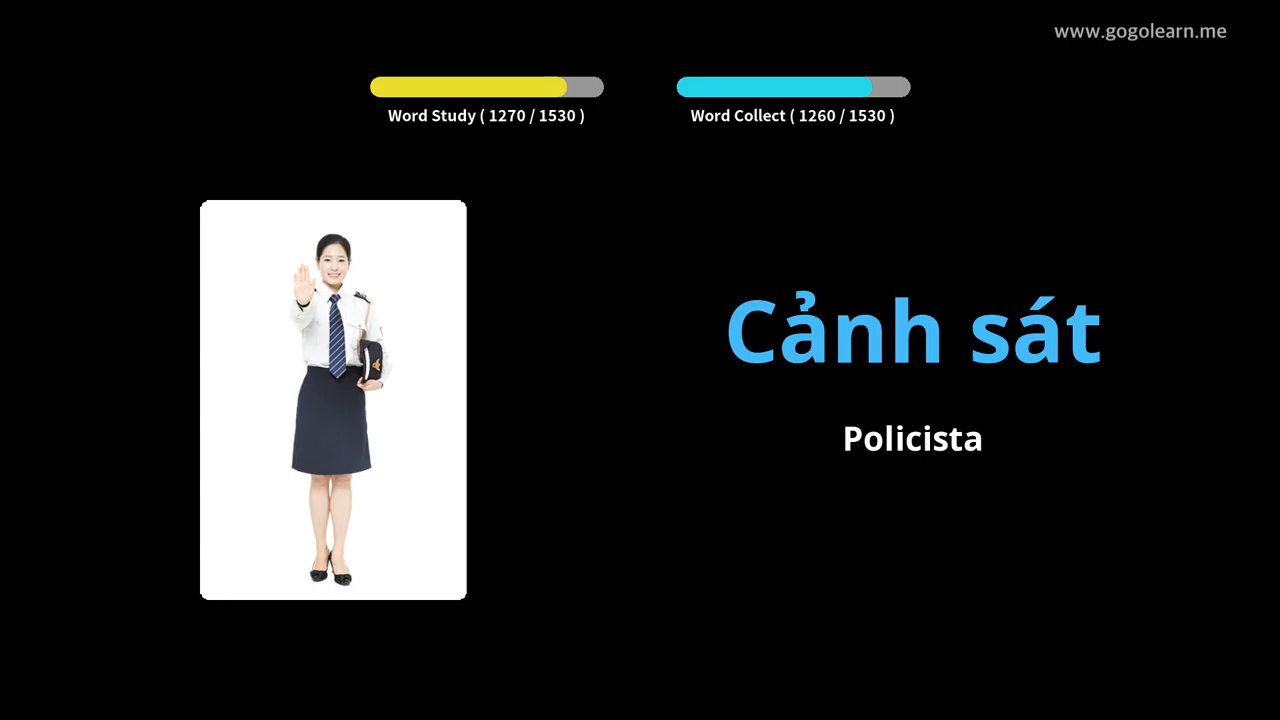 www.gogolearn.me
Word Study ( 1270 / 1530 )
Word Collect ( 1260 / 1530 )
Cảnh sát
Policista